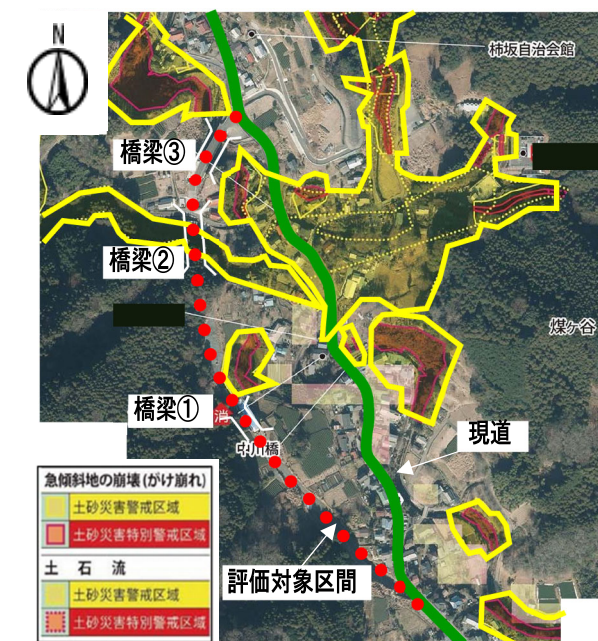 N
柿坂自治会館
橋梁③
橋梁②
煤ヶ谷
橋梁①
消
現道
中川橋
急傾斜地の崩壊(がけ崩れ)
土砂災害警戒区域
土砂災害特別警戒区域
土石流
土砂災害警戒区域
土砂災害特別警戒区域
評価対象区間